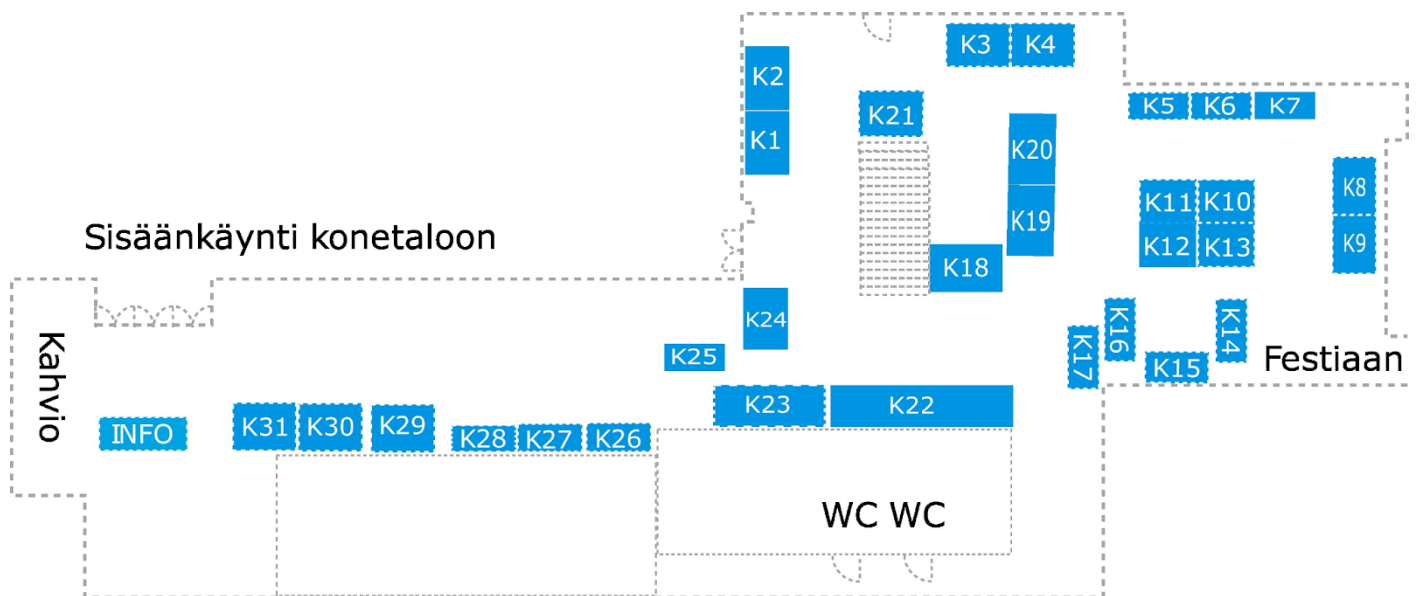 K3 K4
K2
K1
K21
K5 K6 K7
K20
K19
K18
K11 K10
K12 K13
K8
K9
Sisäänkäynti konetaloon
K24
K25
K16
K17
K14
K15
Festiaan
Kahvio
INFO
K31 K30 K29
K28 K27 K26
K23 K22
WC WC